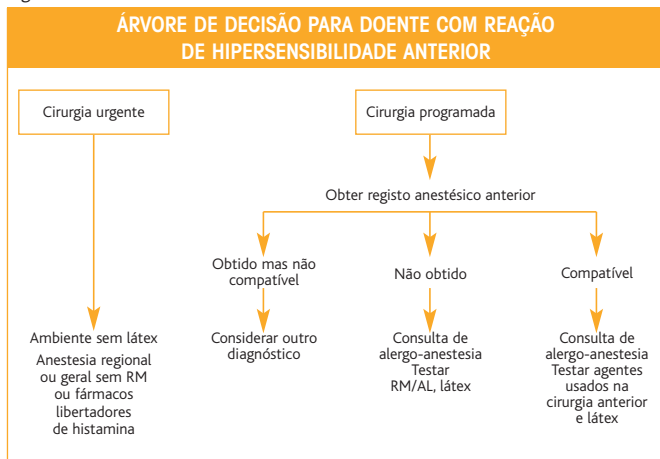 ÁRVORE DE DECISÃO PARA DOENTE COM REAÇÃO
DE HIPERSENSIBILIDADE ANTERIOR
Cirurgia urgente
Cirurgia programada
Obter registo anestésico anterior
Obtido mas não
compatível
Não obtido
Compatível
Ambiente sem látex
Anestesia regional
ou geral sem RM
ou fármacos
libertadores
de histamina
Considerar outro
diagnóstico
Consulta de
alergo-anestesia
Testar
RM/AL, látex
Consulta de
alergo-anestesia
Testar agentes
usados na
cirurgia anterior
e látex